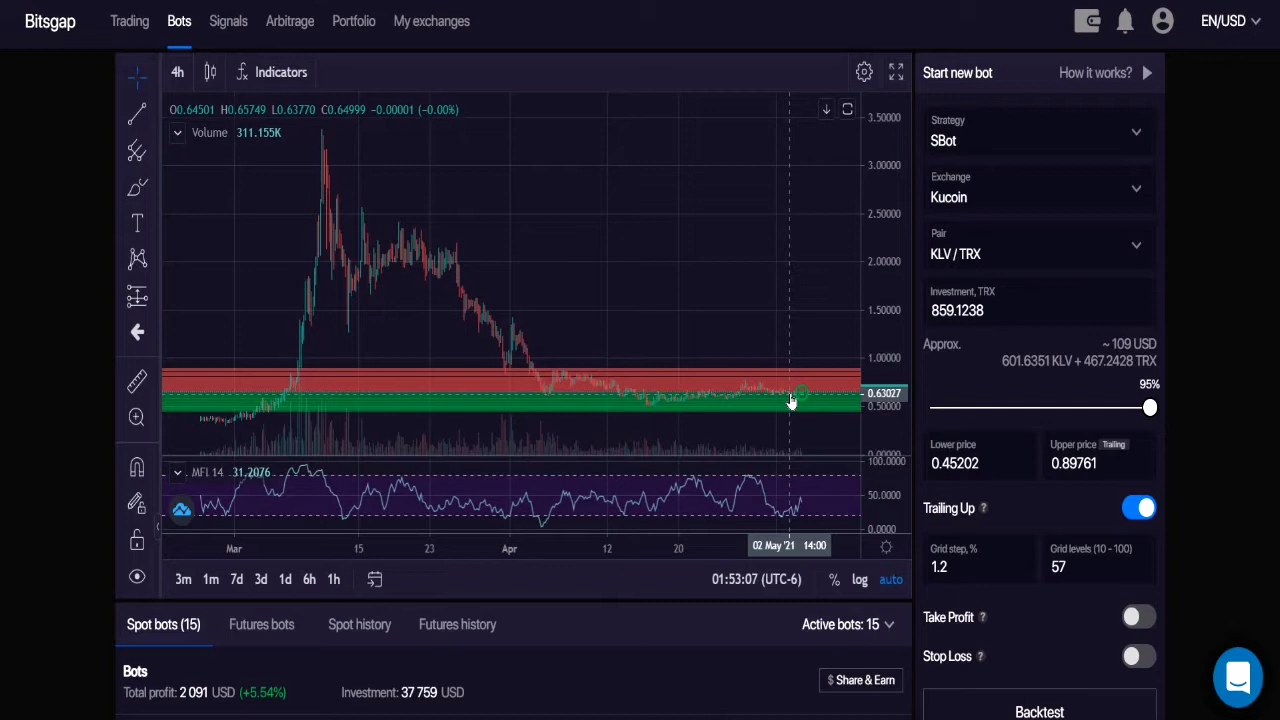 Bitsgap Trading Bots Signals Arbitrage Portfolio My exchanges EN/USD
4h Indicators
O0.64501 H0.65749 L0.63770 C0.64999 -0.00001 (-0.00%)
Volume 311.155K
3.50000
3.00000
2.50000
2.00000
1.50000
1.00000
0.63027
0.50000
0.00000
MFI 14 31.2076
100.0000
50.0000
0.0000
Mar 15 23 Apr 12 20 02 May '21 14:00
3m 1m 7d 3d 1d 6h 1h 01:53:07 (UTC-6) % log auto
Start new bot How it works?
Strategy
SBot
Exchange
Kucoin
Pair
KLV / TRX
Investment, TRX
859.1238
Approx. ~ 109 USD
601.6351 KLV + 467.2428 TRX
95%
Lower price Upper price Trailing
0.45202 0.89761
Trailing Up ?
Grid step, % Grid levels (10 - 100)
1.2 57
Take Profit ?
Stop Loss ?
Backtest
Spot bots (15) Futures bots Spot history Futures history Active bots: 15
Bots
Total profit: 2 091 USD (+5.54%) Investment: 37 759 USD
$ Share & Earn